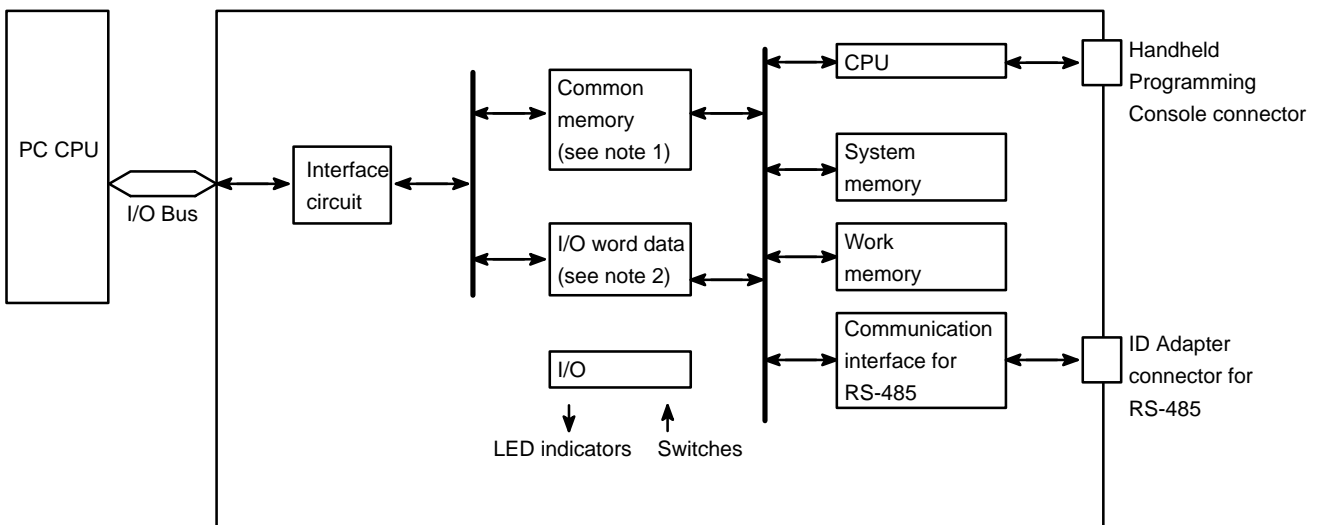 PC CPU
I/O Bus
Interface
circuit
Common
memory
(see note 1)
I/O word data
(see note 2)
I/O
LED indicators
Switches
CPU
System
memory
Work
memory
Communication
interface for
RS-485
Handheld
Programming
Console connector
ID Adapter
connector for
RS-485